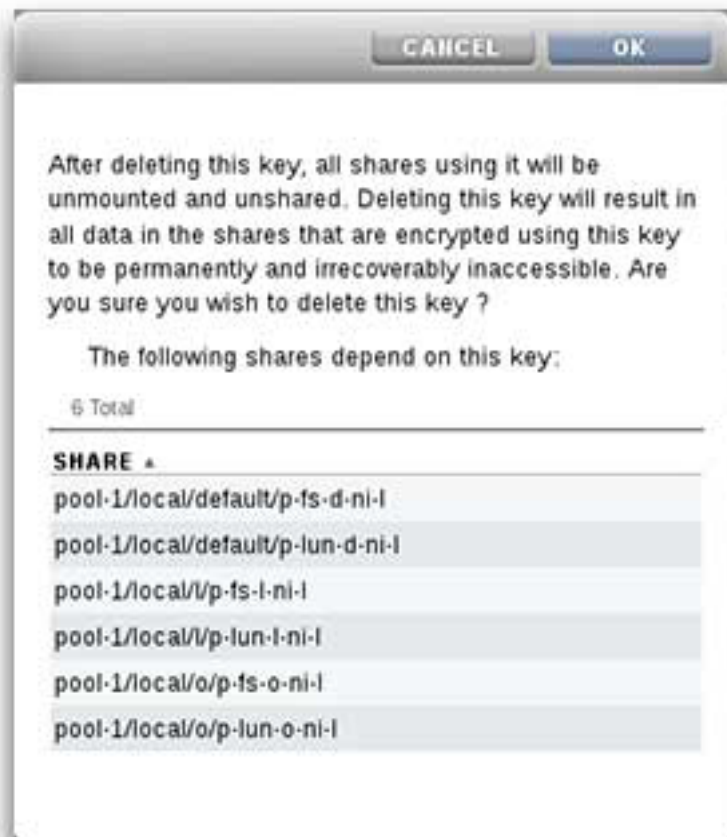 CANCEL OK
After deleting this key, all shares using it will be
unmounted and unshared. Deleting this key will result in
all data in the shares that are encrypted using this key
to be permanently and irrecoverably inaccessible. Are
you sure you wish to delete this key ?
The following shares depend on this key:
6 Total
SHARE ▲
pool-1/local/default/p-fs-d-ni-l
pool-1/local/default/p-lun-d-ni-l
pool-1/local/l/p-fs-l-ni-l
pool-1/local/l/p-lun-l-ni-l
pool-1/local/o/p-fs-o-ni-l
pool-1/local/o/p-lun-o-ni-l